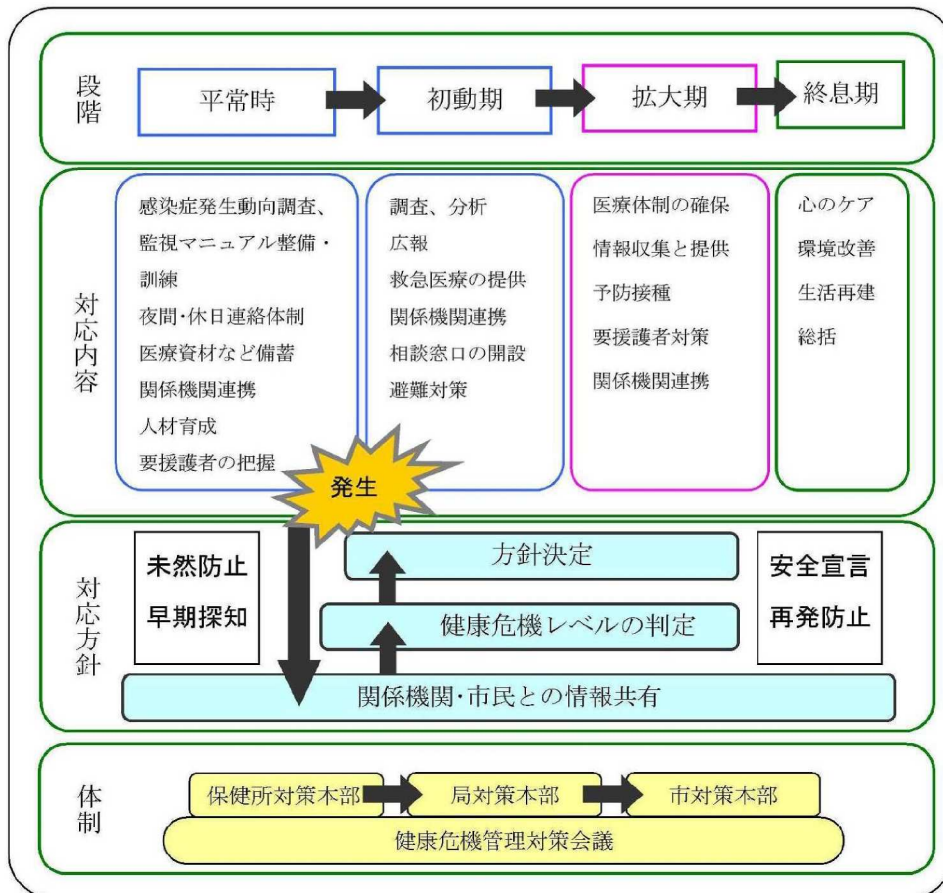 段階
平常時
初動期
拡大期
終息期
対応内容
感染症発生動向調査、
監視マニュアル整備・
訓練
夜間・休日連絡体制
医療資材など備蓄
関係機関連携
人材育成
要援護者の把握
調査、分析
広報
救急医療の提供
関係機関連携
相談窓口の開設
避難対策
医療体制の確保
情報収集と提供
予防接種
要援護者対策
関係機関連携
心のケア
環境改善
生活再建
総括
発生
対応方針
未然防止
早期探知
方針決定
健康危機レベルの判定
関係機関・市民との情報共有
安全宣言
再発防止
体制
保健所対策本部
局対策本部
市対策本部
健康危機管理対策会議